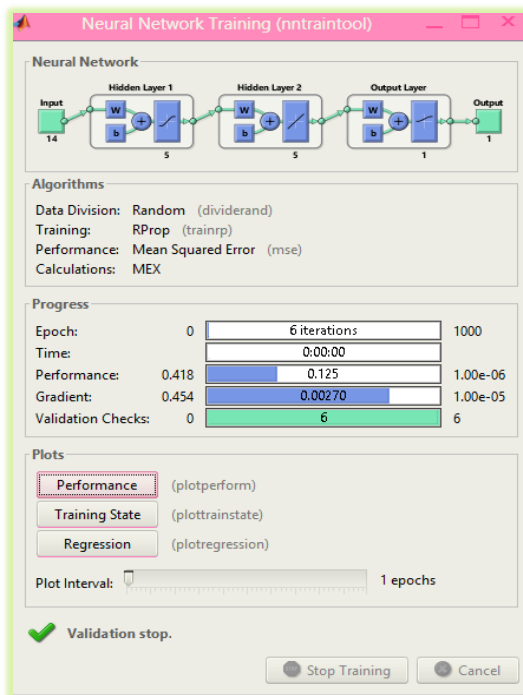 Neural Network Training (nntraintool)
Neural Network
Hidden Layer 1 Hidden Layer 2 Output Layer
Input Output
W W W
b b b
+ + +
14 5 5 1 1
Algorithms
Data Division: Random (dividerand)
Training: RProp (trainrp)
Performance: Mean Squared Error (mse)
Calculations: MEX
Progress
Epoch: 0 6 iterations 1000
Time: 0:00:00
Performance: 0.418 0.125 1.00e-06
Gradient: 0.454 0.00270 1.00e-05
Validation Checks: 0 6 6
Plots
Performance (plotperform)
Training State (plottrainstate)
Regression (plotregression)
Plot Interval: 1 epochs
Validation stop.
Stop Training Cancel